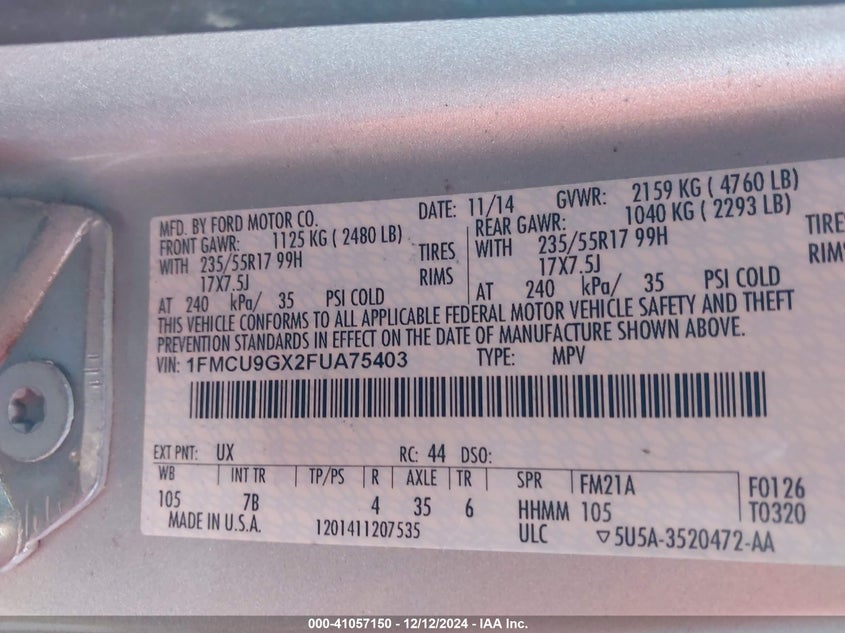 MFD. BY FORD MOTOR CO. DATE: 11/14 GVWR: 2159 KG ( 4760 LB)
FRONT GAWR: 1125 KG ( 2480 LB) REAR GAWR: 1040 KG ( 2293 LB)
WITH 235/55R17 99H TIRES WITH 235/55R17 99H TIRES
17X7.5J RIMS 17X7.5J RIMS
AT 240 kPa/ 35 PSI COLD AT 240 kPa/ 35 PSI COLD
THIS VEHICLE CONFORMS TO ALL APPLICABLE FEDERAL MOTOR VEHICLE SAFETY AND THEFT
PREVENTION STANDARDS IN EFFECT ON THE DATE OF MANUFACTURE SHOWN ABOVE.
VIN: 1FMCU9GX2FUA75403 TYPE: MPV
EXT PNT: UX RC: 44 DSO:
WB INT TR TP/PS R AXLE TR SPR FM21A F0126
105 7B 4 35 6 HHMM 105 T0320
MADE IN U.S.A. 1201411207535 ULC ▽5U5A-3520472-AA
000-41057150 - 12/12/2024 - IAA Inc.